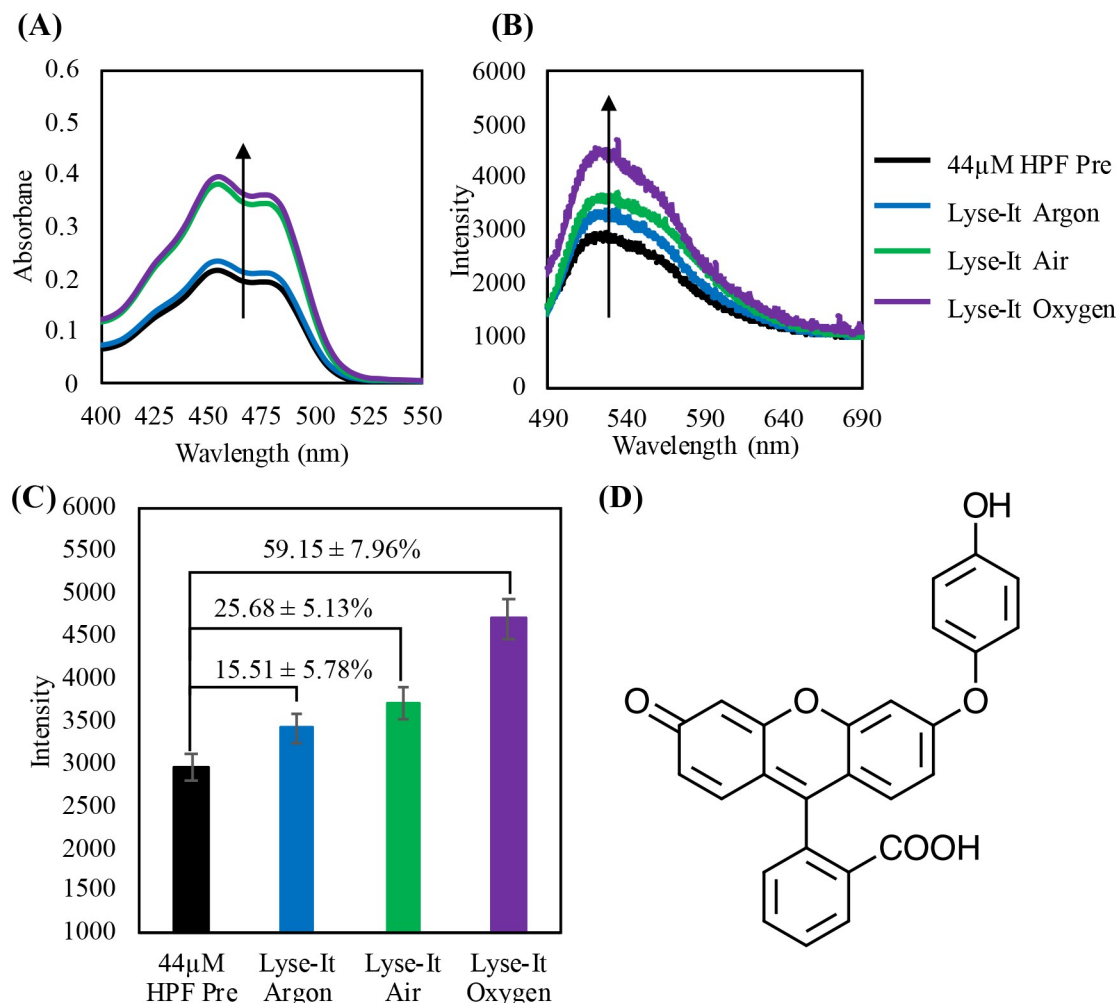 (A)
0.6
0.5
0.4
0.3
0.2
0.1
0
Absorbane
400 425 450 475 500 525 550
Wavlength (nm)
(B)
6000
5000
4000
3000
2000
1000
0
Intensity
490 540 590 640 690
Wavelength (nm)
44µM HPF Pre
Lyse-It Argon
Lyse-It Air
Lyse-It Oxygen
(C)
6000
5500
5000
4500
4000
3500
3000
2500
2000
1500
1000
Intensity
59.15 ± 7.96%
25.68 ± 5.13%
15.51 ± 5.78%
44µM
HPF Pre
Lyse-It
Argon
Lyse-It
Air
Lyse-It
Oxygen
(D)
OH
O
O
O
COOH